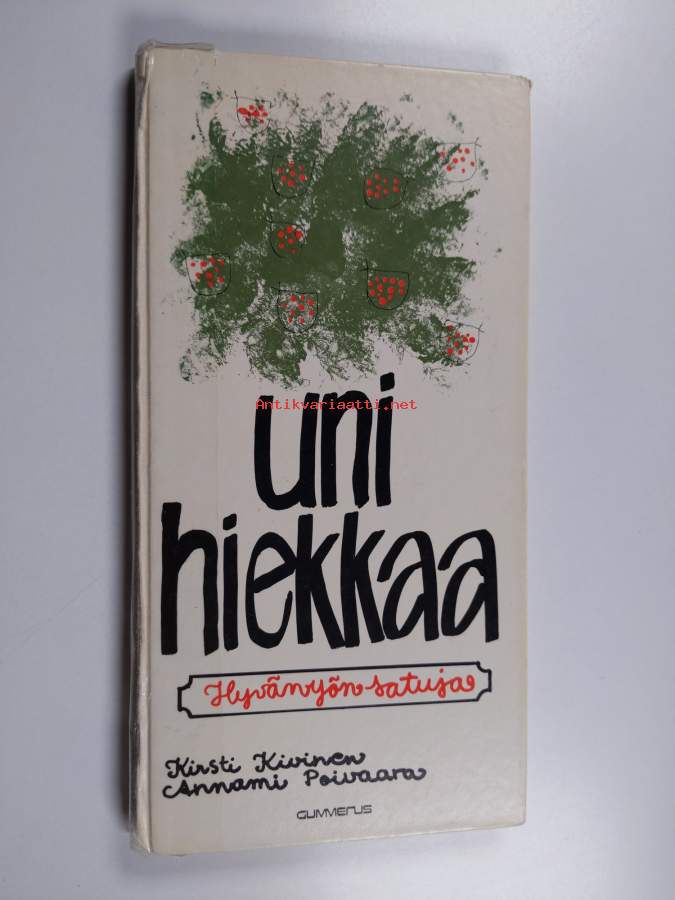 Antikvariaatti.net
uni
hiekkaa
Hyvänyön satuja
Kirsti Kivinen
Annami Poivaara
GUMMERUS